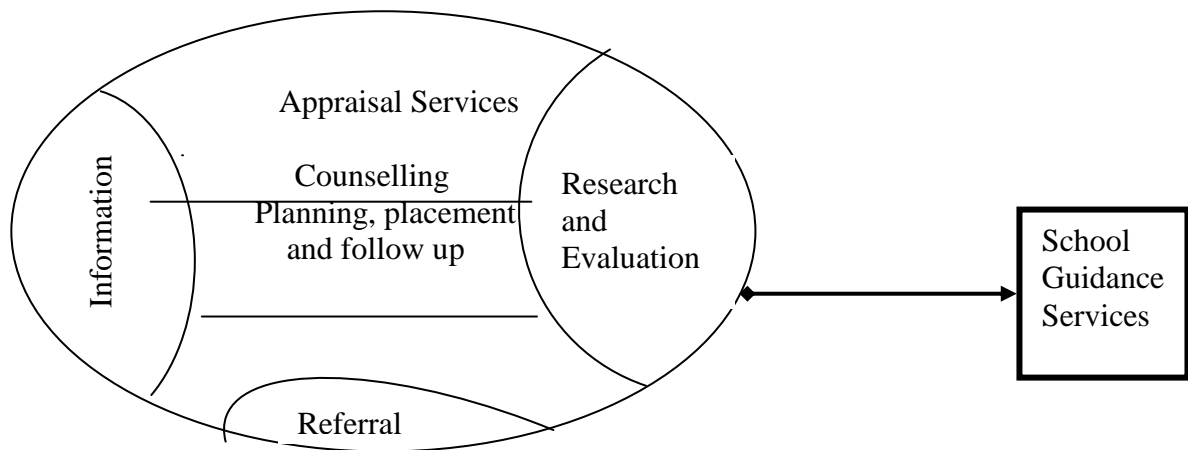 Appraisal Services
Information
Counselling
Planning, placement
and follow up
Research
and
Evaluation
Referral
School
Guidance
Services